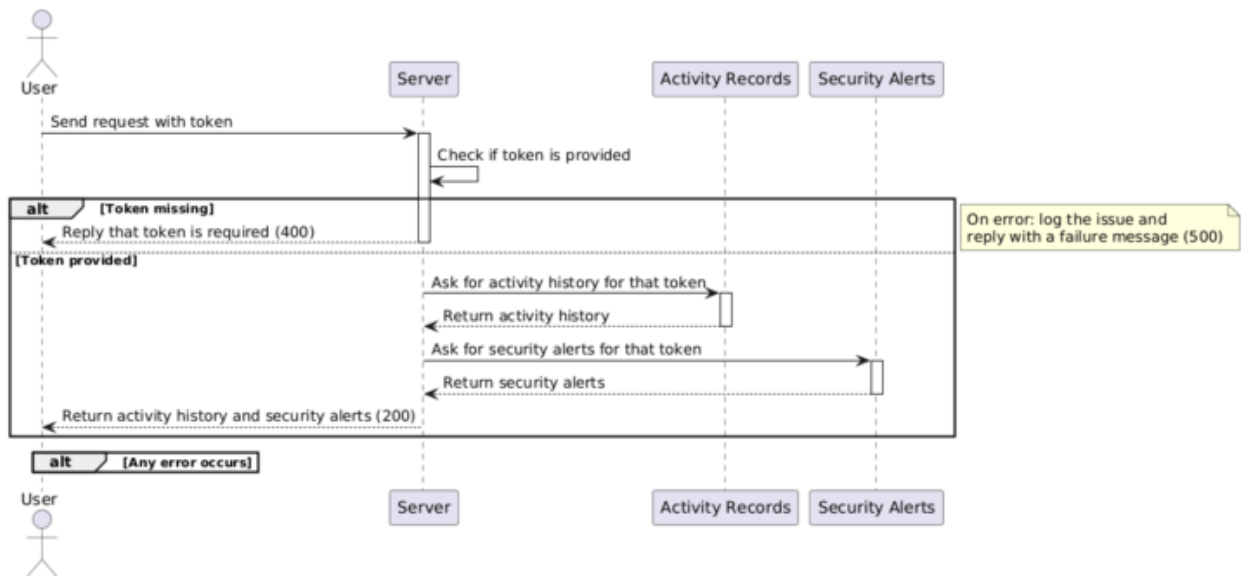 User
Server
Activity Records
Security Alerts
Send request with token
Check if token is provided
alt
[Token missing]
Reply that token is required (400)
On error: log the issue and
reply with a failure message (500)
[Token provided]
Ask for activity history for that token
Return activity history
Ask for security alerts for that token
Return security alerts
Return activity history and security alerts (200)
alt
[Any error occurs]
User
Server
Activity Records
Security Alerts